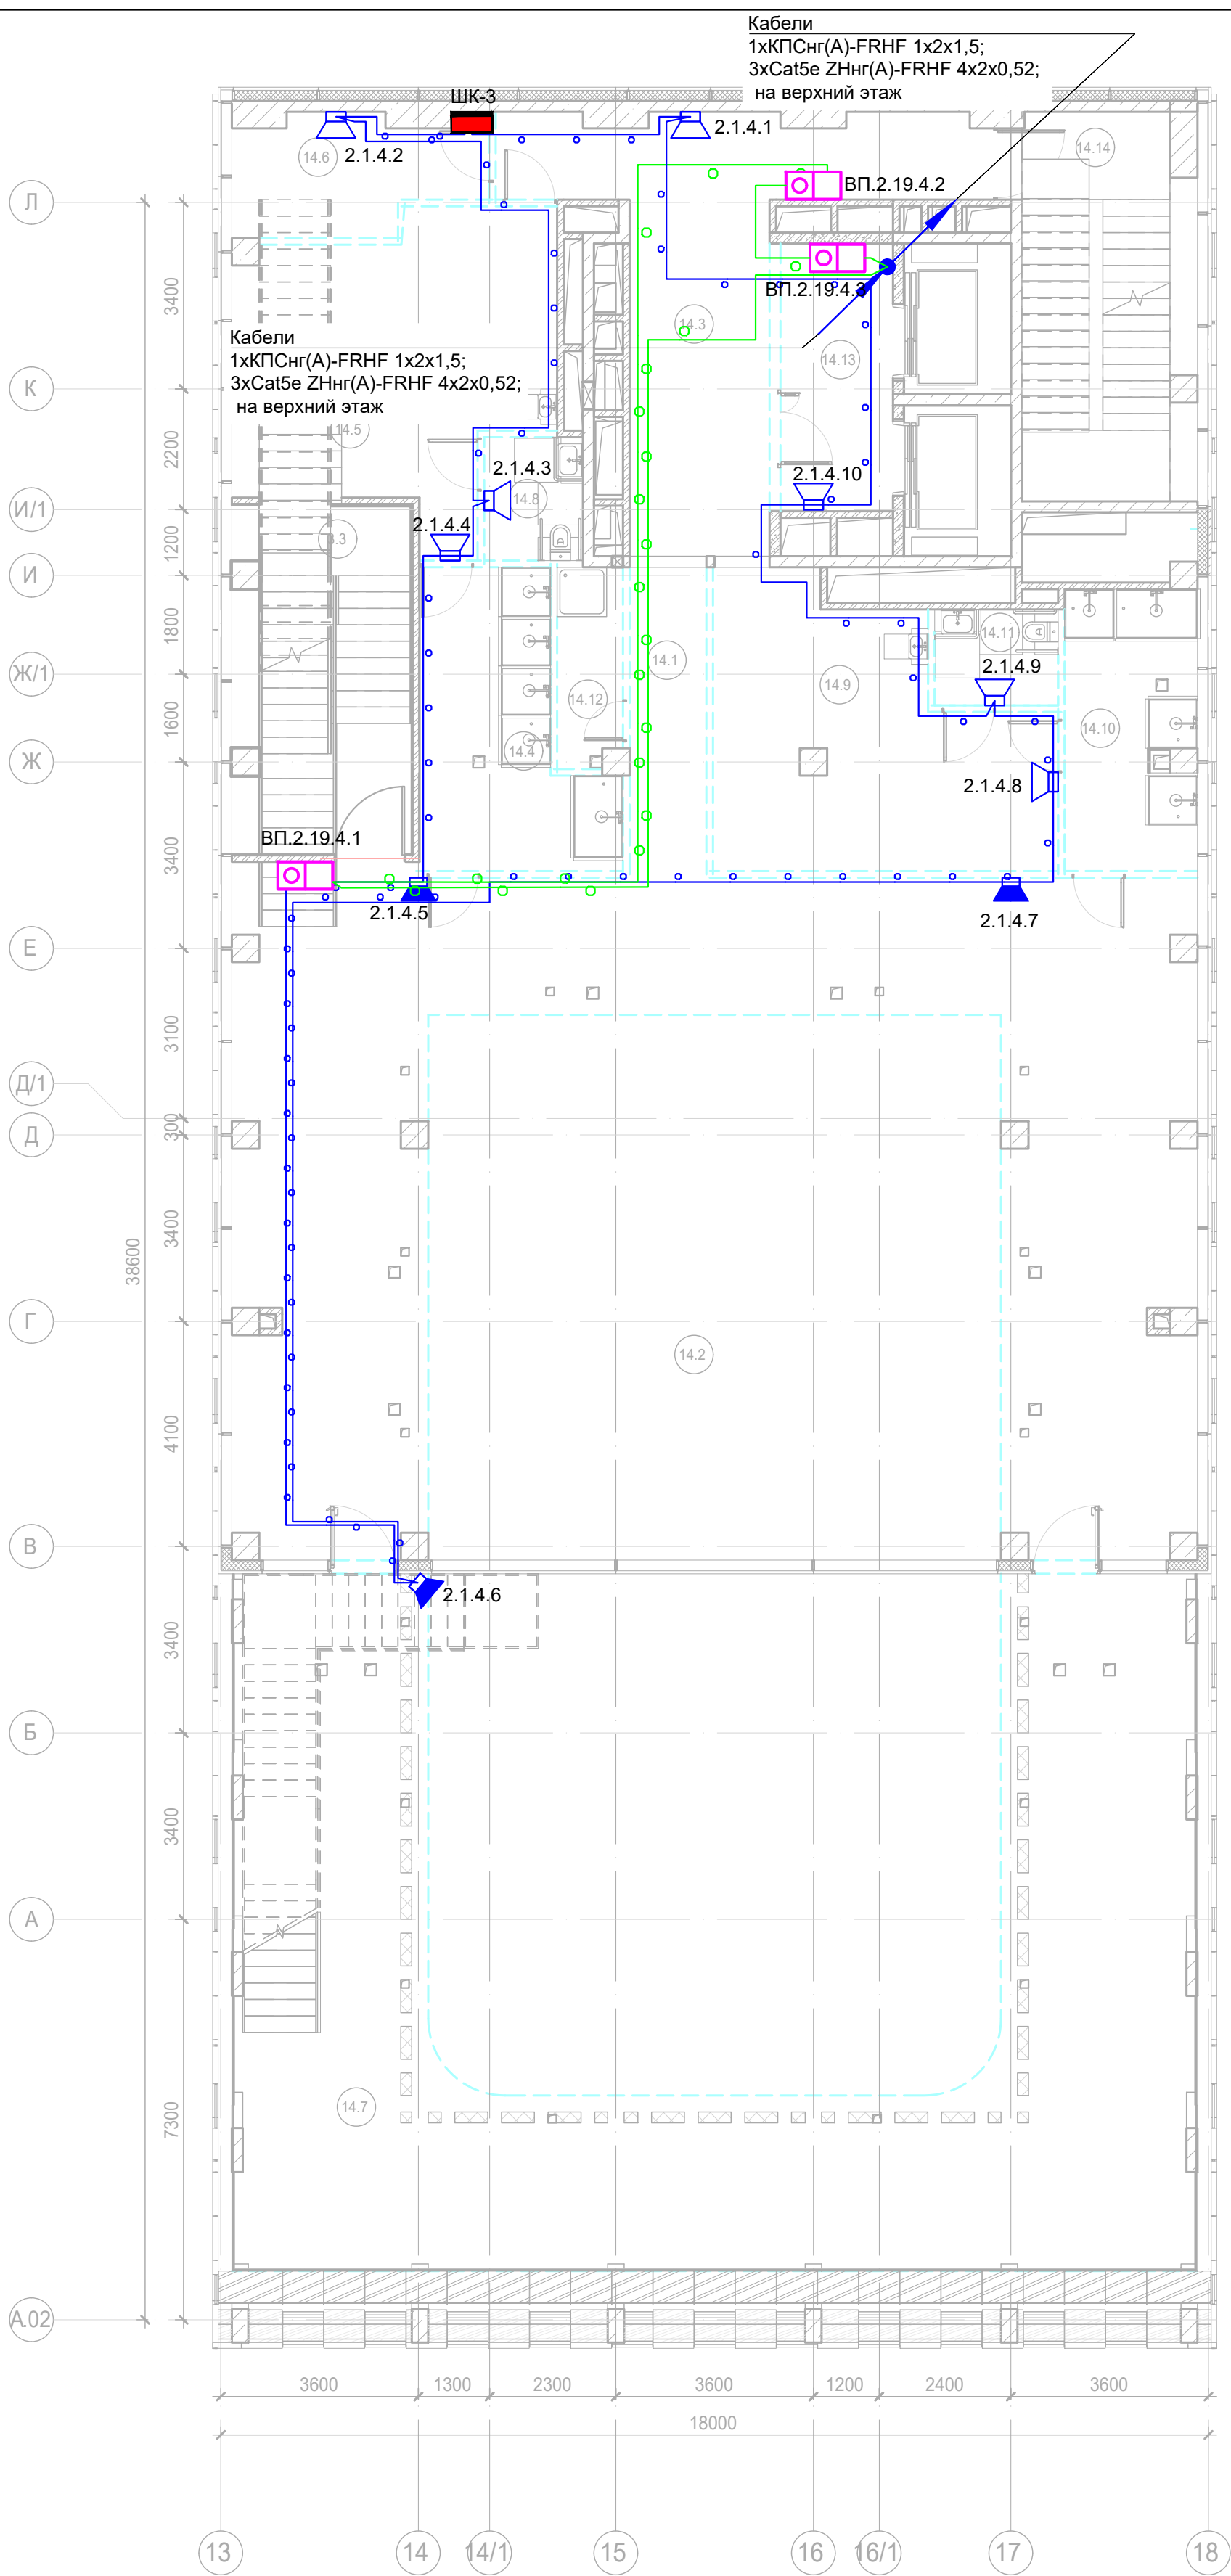 Кабели
1хКПСнг(А)-FRHF 1х2х1,5;
3хCat5e ZHнг(А)-FRHF 4х2х0,52;
на верхний этаж
ШК-3
2.1.4.1
2.1.4.2
14.6
14.14
ВП.2.19.4.2
Л
ВП.2.19.4.3
3400
14.3
Кабели
1хКПСнг(А)-FRHF 1х2х1,5;
3хCat5e ZHнг(А)-FRHF 4х2х0,52;
на верхний этаж
14.13
К
14.5
2200
2.1.4.3
2.1.4.10
14.8
И/1
2.1.4.4
1200
И
1800
14.11
14.1
2.1.4.9
Ж/1
14.9
14.12
1600
14.10
14.4
Ж
2.1.4.8
ВП.2.19.4.1
3400
2.1.4.5
2.1.4.7
Е
3100
Д/1
300
Д
3400
38600
Г
14.2
4100
В
2.1.4.6
3400
Б
3400
А
14.7
7300
А.02
3600
1300
2300
3600
1200
2400
3600
18000
13
14
14/1
15
16
16/1
17
18